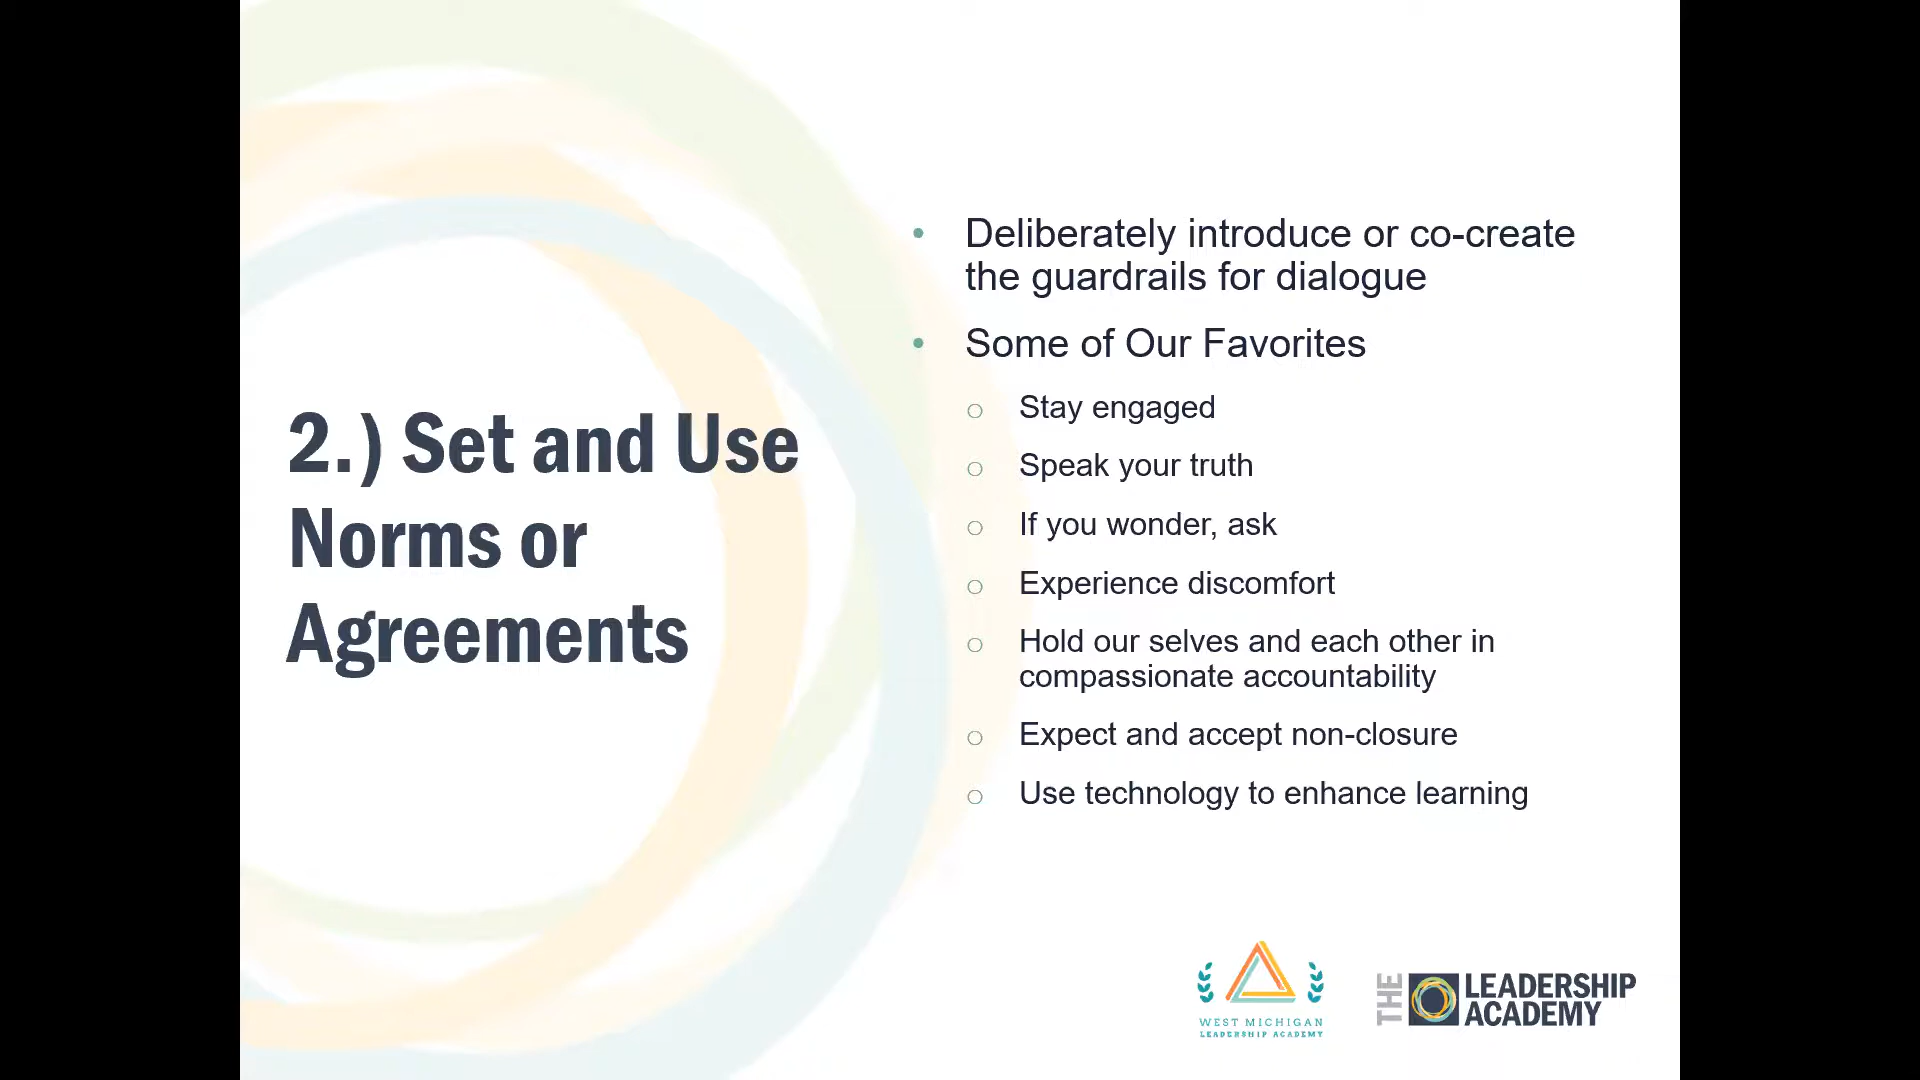 2.) Set and Use
Norms or
Agreements
• Deliberately introduce or co-create
the guardrails for dialogue
• Some of Our Favorites
o Stay engaged
o Speak your truth
o If you wonder, ask
o Experience discomfort
o Hold our selves and each other in
compassionate accountability
o Expect and accept non-closure
o Use technology to enhance learning
WEST MICHIGAN
LEADERSHIP ACADEMY
THE
LEADERSHIP
ACADEMY